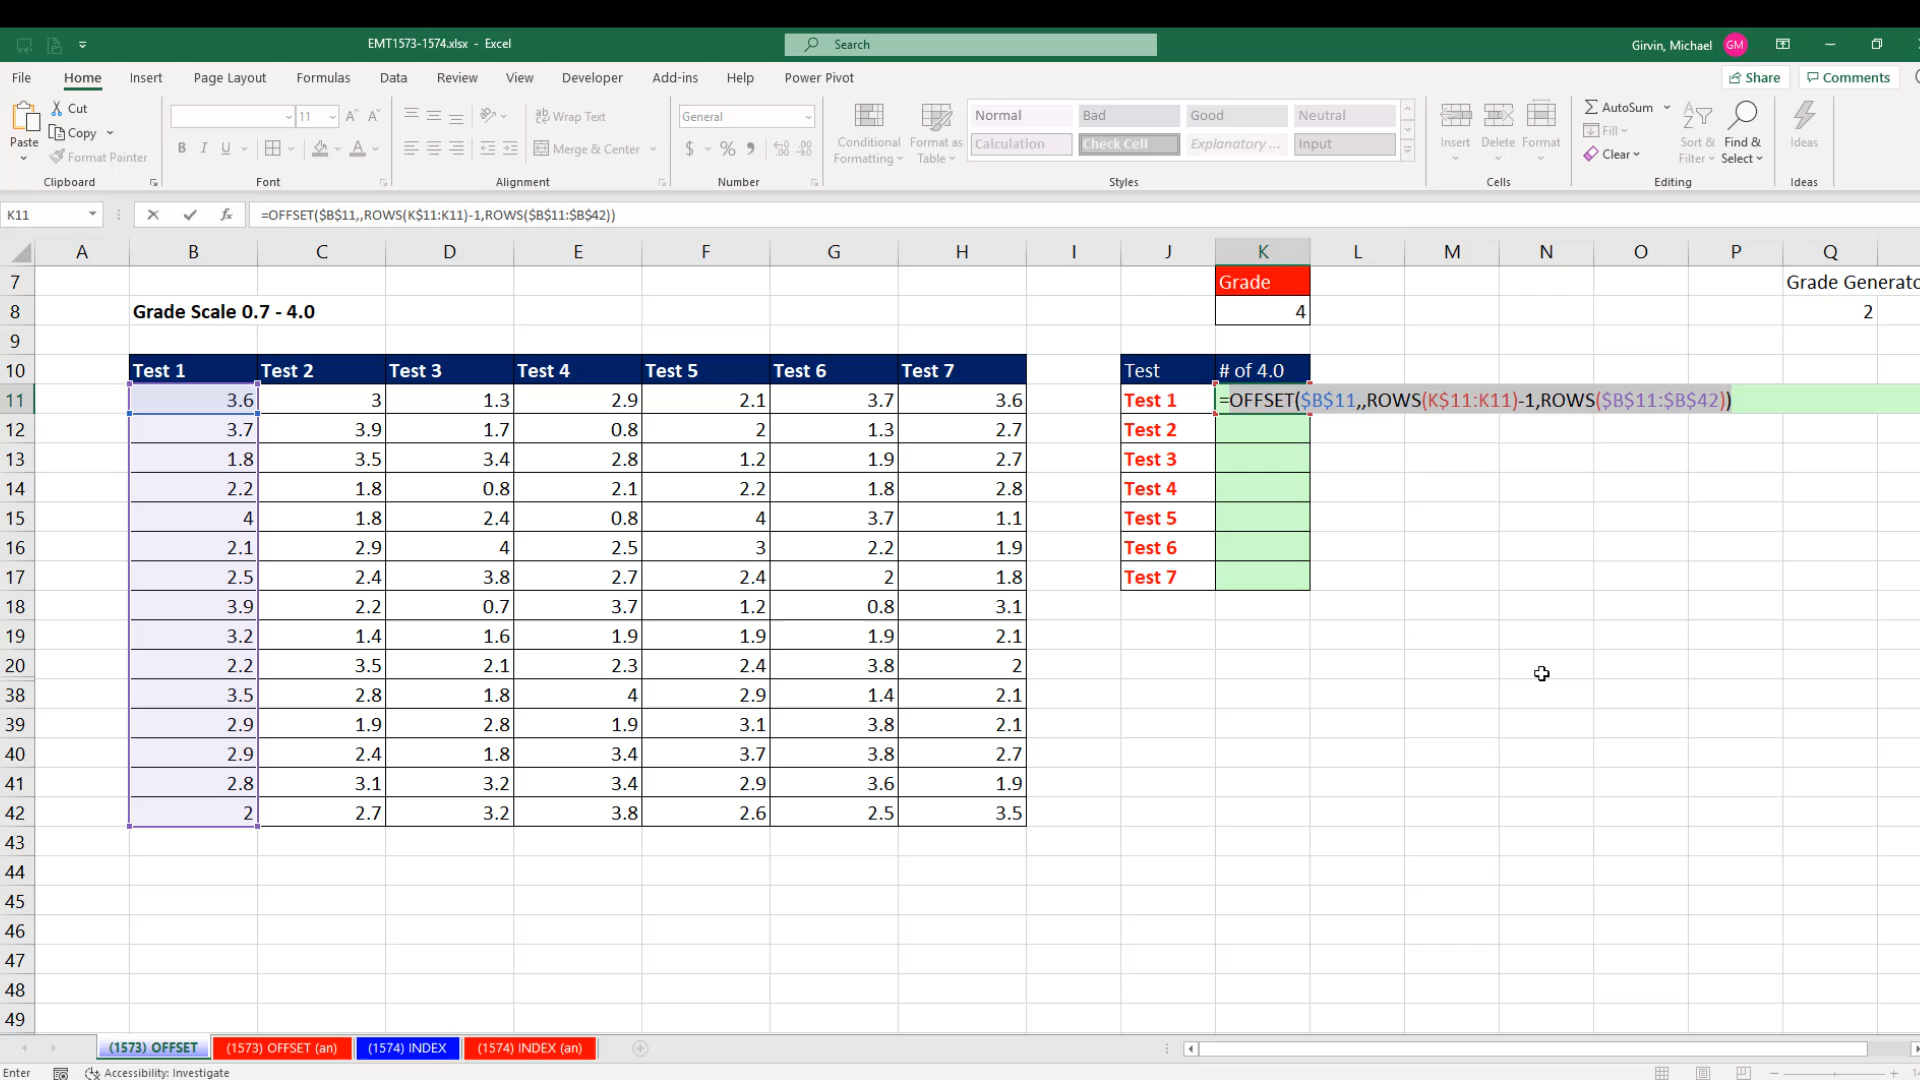 EMT1573-1574.xlsx - Excel
Search
Girvin, Michael
GM
File Home Insert Page Layout Formulas Data Review View Developer Add-ins Help Power Pivot
Share Comments
Paste
Cut
Copy
Format Painter
Clipboard
11
B I U
Font
ab Wrap Text
Merge & Center
Alignment
General
$ % 9
Number
Conditional Formatting
Format as Table
Normal Bad Good Neutral
Calculation Check Cell Explanatory ... Input
Styles
Insert Delete Format
Cells
AutoSum
Fill
Clear
Sort & Filter
Find & Select
Editing
Ideas
Ideas
K11
fx
=OFFSET($B$11,,ROWS(K$11:K11)-1,ROWS($B$11:$B$42))
A B C D E F G H I J K L M N O P Q
7 Grade Grade Generato
8 Grade Scale 0.7 - 4.0 4 2
9
10 Test 1 Test 2 Test 3 Test 4 Test 5 Test 6 Test 7 Test # of 4.0
11 3.6 3 1.3 2.9 2.1 3.7 3.6 Test 1 =OFFSET($B$11,,ROWS(K$11:K11)-1,ROWS($B$11:$B$42))
12 3.7 3.9 1.7 0.8 2 1.3 2.7 Test 2
13 1.8 3.5 3.4 2.8 1.2 1.9 2.7 Test 3
14 2.2 1.8 0.8 2.1 2.2 1.8 2.8 Test 4
15 4 1.8 2.4 0.8 4 3.7 1.1 Test 5
16 2.1 2.9 4 2.5 3 2.2 1.9 Test 6
17 2.5 2.4 3.8 2.7 2.4 2 1.8 Test 7
18 3.9 2.2 0.7 3.7 1.2 0.8 3.1
19 3.2 1.4 1.6 1.9 1.9 1.9 2.1
20 2.2 3.5 2.1 2.3 2.4 3.8 2
38 3.5 2.8 1.8 4 2.9 1.4 2.1
39 2.9 1.9 2.8 1.9 3.1 3.8 2.1
40 2.9 2.4 1.8 3.4 3.7 3.8 2.7
41 2.8 3.1 3.2 3.4 2.9 3.6 1.9
42 2 2.7 3.2 3.8 2.6 2.5 3.5
43
44
45
46
47
48
49
(1573) OFFSET (1573) OFFSET (an) (1574) INDEX (1574) INDEX (an)
Enter Accessibility: Investigate